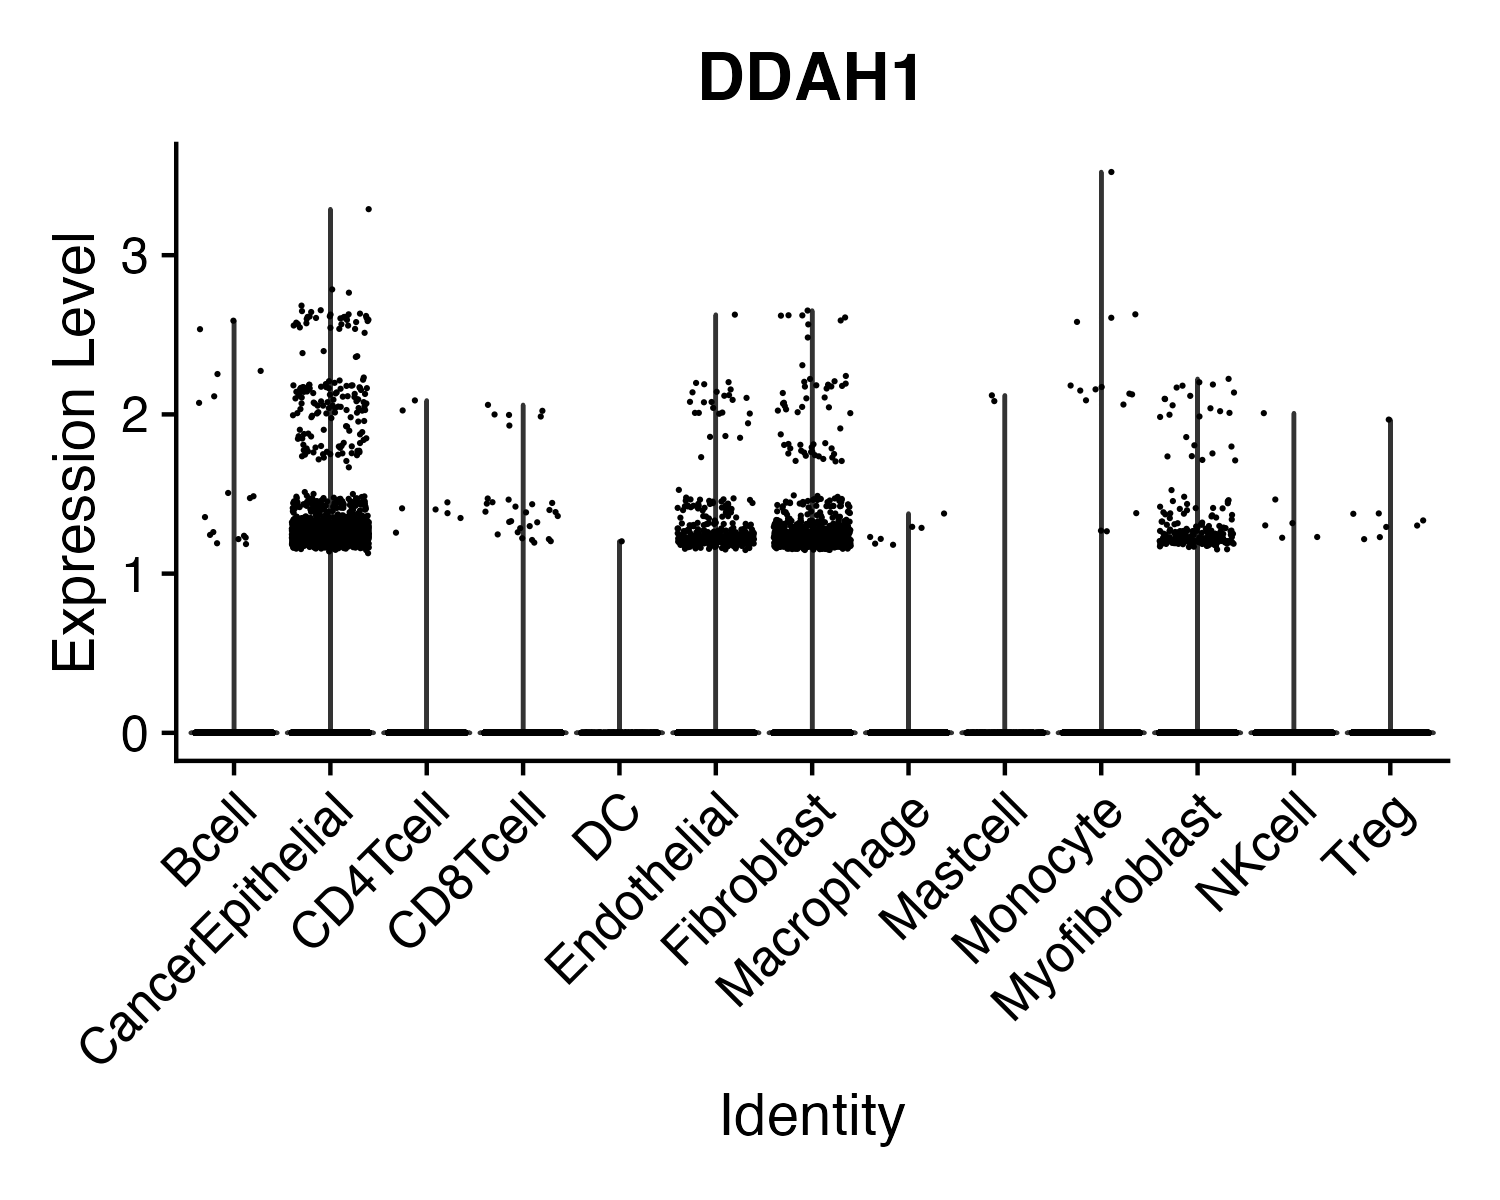 DDAH1
Expression Level
3
2
1
0
Bcell
CancerEpithelial
CD4Tcell
CD8Tcell
DC
Endothelial
Fibroblast
Macrophage
Mastcell
Monocyte
Myofibroblast
NKcell
Treg
Identity